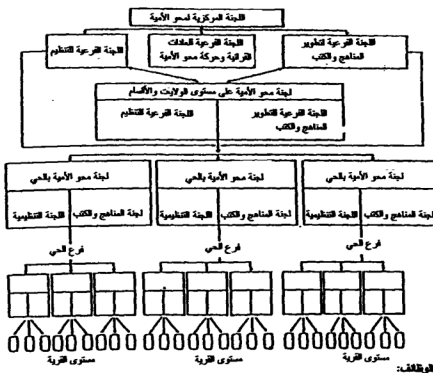 اللجنة المركزية لمحو الأمية
اللجنة الفرعية لتطوير المناهج والكتب
اللجنة الفرعية للمادات القرائية وحركة محو الأمية
اللجنة الفرعية للتنظيم
لجنة محو الأمية على مستوى الولايات والأقسام
اللجنة الفرعية للتطوير المناهج والكتب
اللجنة الفرعية للتنظيم
لجنة محو الأمية بالحي
لجنة محو الأمية بالحي
لجنة محو الأمية بالحي
لجنة المناهج والكتب
اللجنة التنظيمية
لجنة المناهج والكتب
اللجنة التنظيمية
لجنة المناهج والكتب
اللجنة التنظيمية
فرع الحي
فرع الحي
فرع الحي
مستوى القرية
مستوى القرية
مستوى القرية
الوظائف: